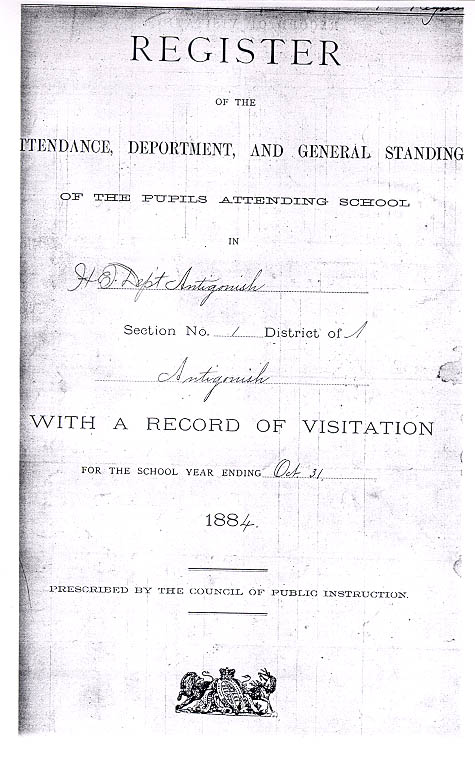 REGISTER
OF THE
TTENDANCE, DEPORTMENT, AND GENERAL STANDING
OF THE PUPILS ATTENDING SCHOOL
IN
Dept Antigonish
Section No. 1 District of
Antigonish
WITH A RECORD OF VISITATION
FOR THE SCHOOL YEAR ENDING Oct 31
1884.
PRESCRIBED BY THE COUNCIL OF PUBLIC INSTRUCTION.